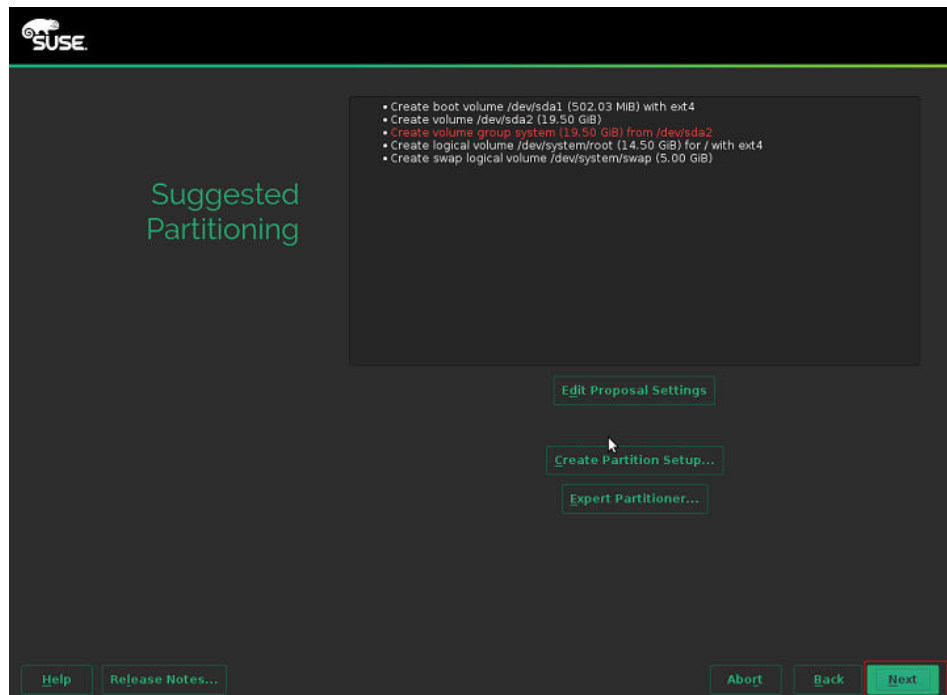 SUSE.
• Create boot volume /dev/sda1 (502.03 MiB) with ext4
• Create volume /dev/sda2 (19.50 GiB)
• Create volume group system (19.50 GiB) from /dev/sda2
• Create logical volume /dev/system/root (14.50 GiB) for / with ext4
• Create swap logical volume /dev/system/swap (5.00 GiB)
Suggested
Partitioning
Edit Proposal Settings
Create Partition Setup...
Expert Partitioner...
Help
Release Notes...
Abort
Back
Next